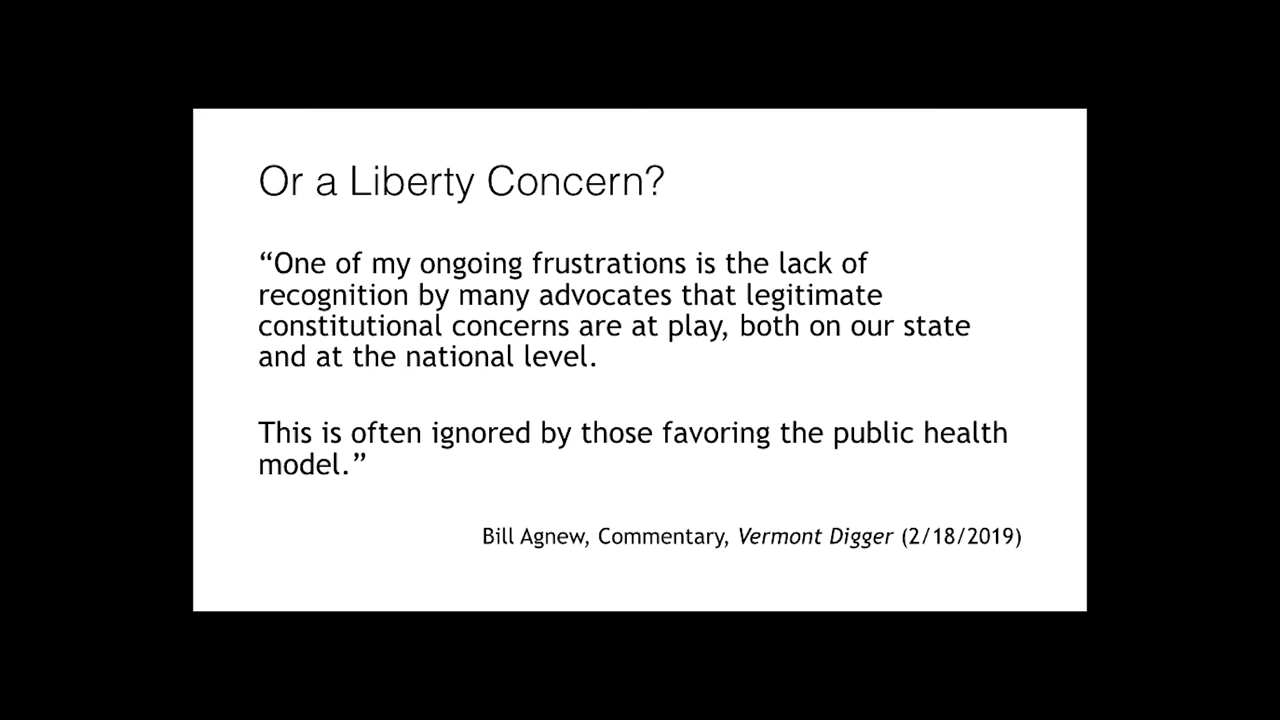 Or a Liberty Concern?
“One of my ongoing frustrations is the lack of
recognition by many advocates that legitimate
constitutional concerns are at play, both on our state
and at the national level.
This is often ignored by those favoring the public health
model.”
Bill Agnew, Commentary, Vermont Digger (2/18/2019)